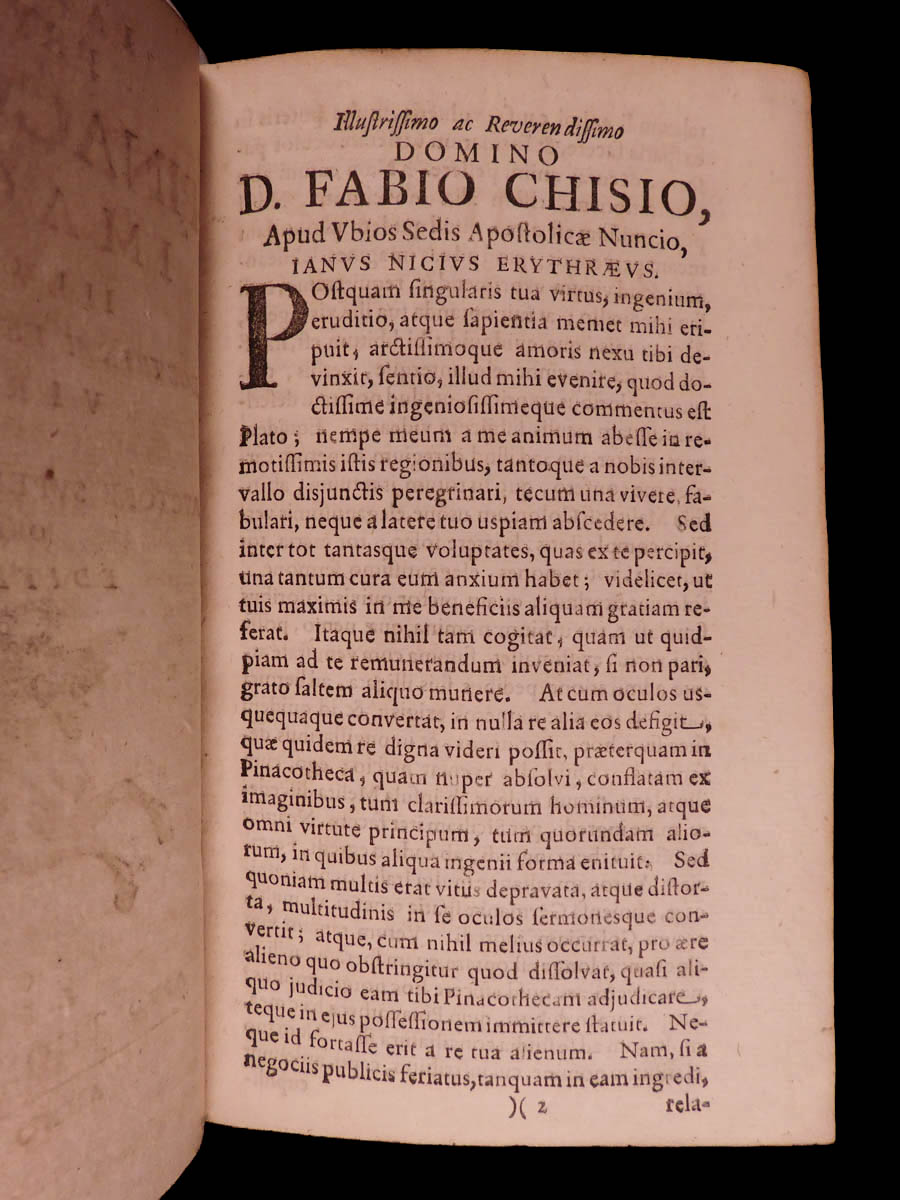 Illuſtriſſimo ac Reverendiſſimo
DOMINO
D. FABIO CHISIO,
Apud Vbios Sedis Apoſtolicæ Nuncio,
IANVS NICIVS ERYTHRÆVS.
POſtquam ſingularis tua virtus, ingenium,
eruditio, atque ſapientia memet mihi eri-
puit, arctiſſimoque amoris nexu tibi de-
vinxit, ſentio, illud mihi evenire, quod do-
ctiſſime ingenioſiſſimeque commentus eſt
Plato; nempe meum a me animum abeſſe in re-
motiſſimis iſtis regionibus, tantoque a nobis inter-
vallo disjunctis peregrinari, tecum una vivere, fa-
bulari, neque a latere tuo uspiam abſcedere. Sed
inter tot tantasque voluptates, quas ex te percipit,
una tantum cura eum anxium habet; videlicet, ut
tuis maximis in me beneficiis aliquam gratiam re-
ferat. Itaque nihil tam cogitat, quam ut quid-
piam ad te remunerandum inveniat, ſi non pari,
grato ſaltem aliquo munere. At cum oculos us-
quequaque convertat, in nulla re alia eos defigit,
quæ quidem re digna videri poſſit, præterquam in
Pinacotheca, quam nuper abſolvi, conflatam ex
imaginibus, tum clariſſimorum hominum, atque
omni virtute principum, tum quorundam alio-
rum, in quibus aliqua ingenii forma enituit. Sed
quoniam multis erat vitiis depravata, atque diſtor-
ta, multitudinis in ſe oculos ſermonesque con-
vertit; atque, cum nihil melius occurrat, pro ære
alieno quo obſtringitur quod diſſolvat, quaſi ali-
quo judicio eam tibi Pinacothecam adjudicare,
teque in ejus poſſeſſionem immittere ſtatuit. Ne-
que id fortaſſe erit a re tua alienum. Nam, ſi a
negociis publicis feriatus, tanquam in eam ingredi,
)( 2 rela-